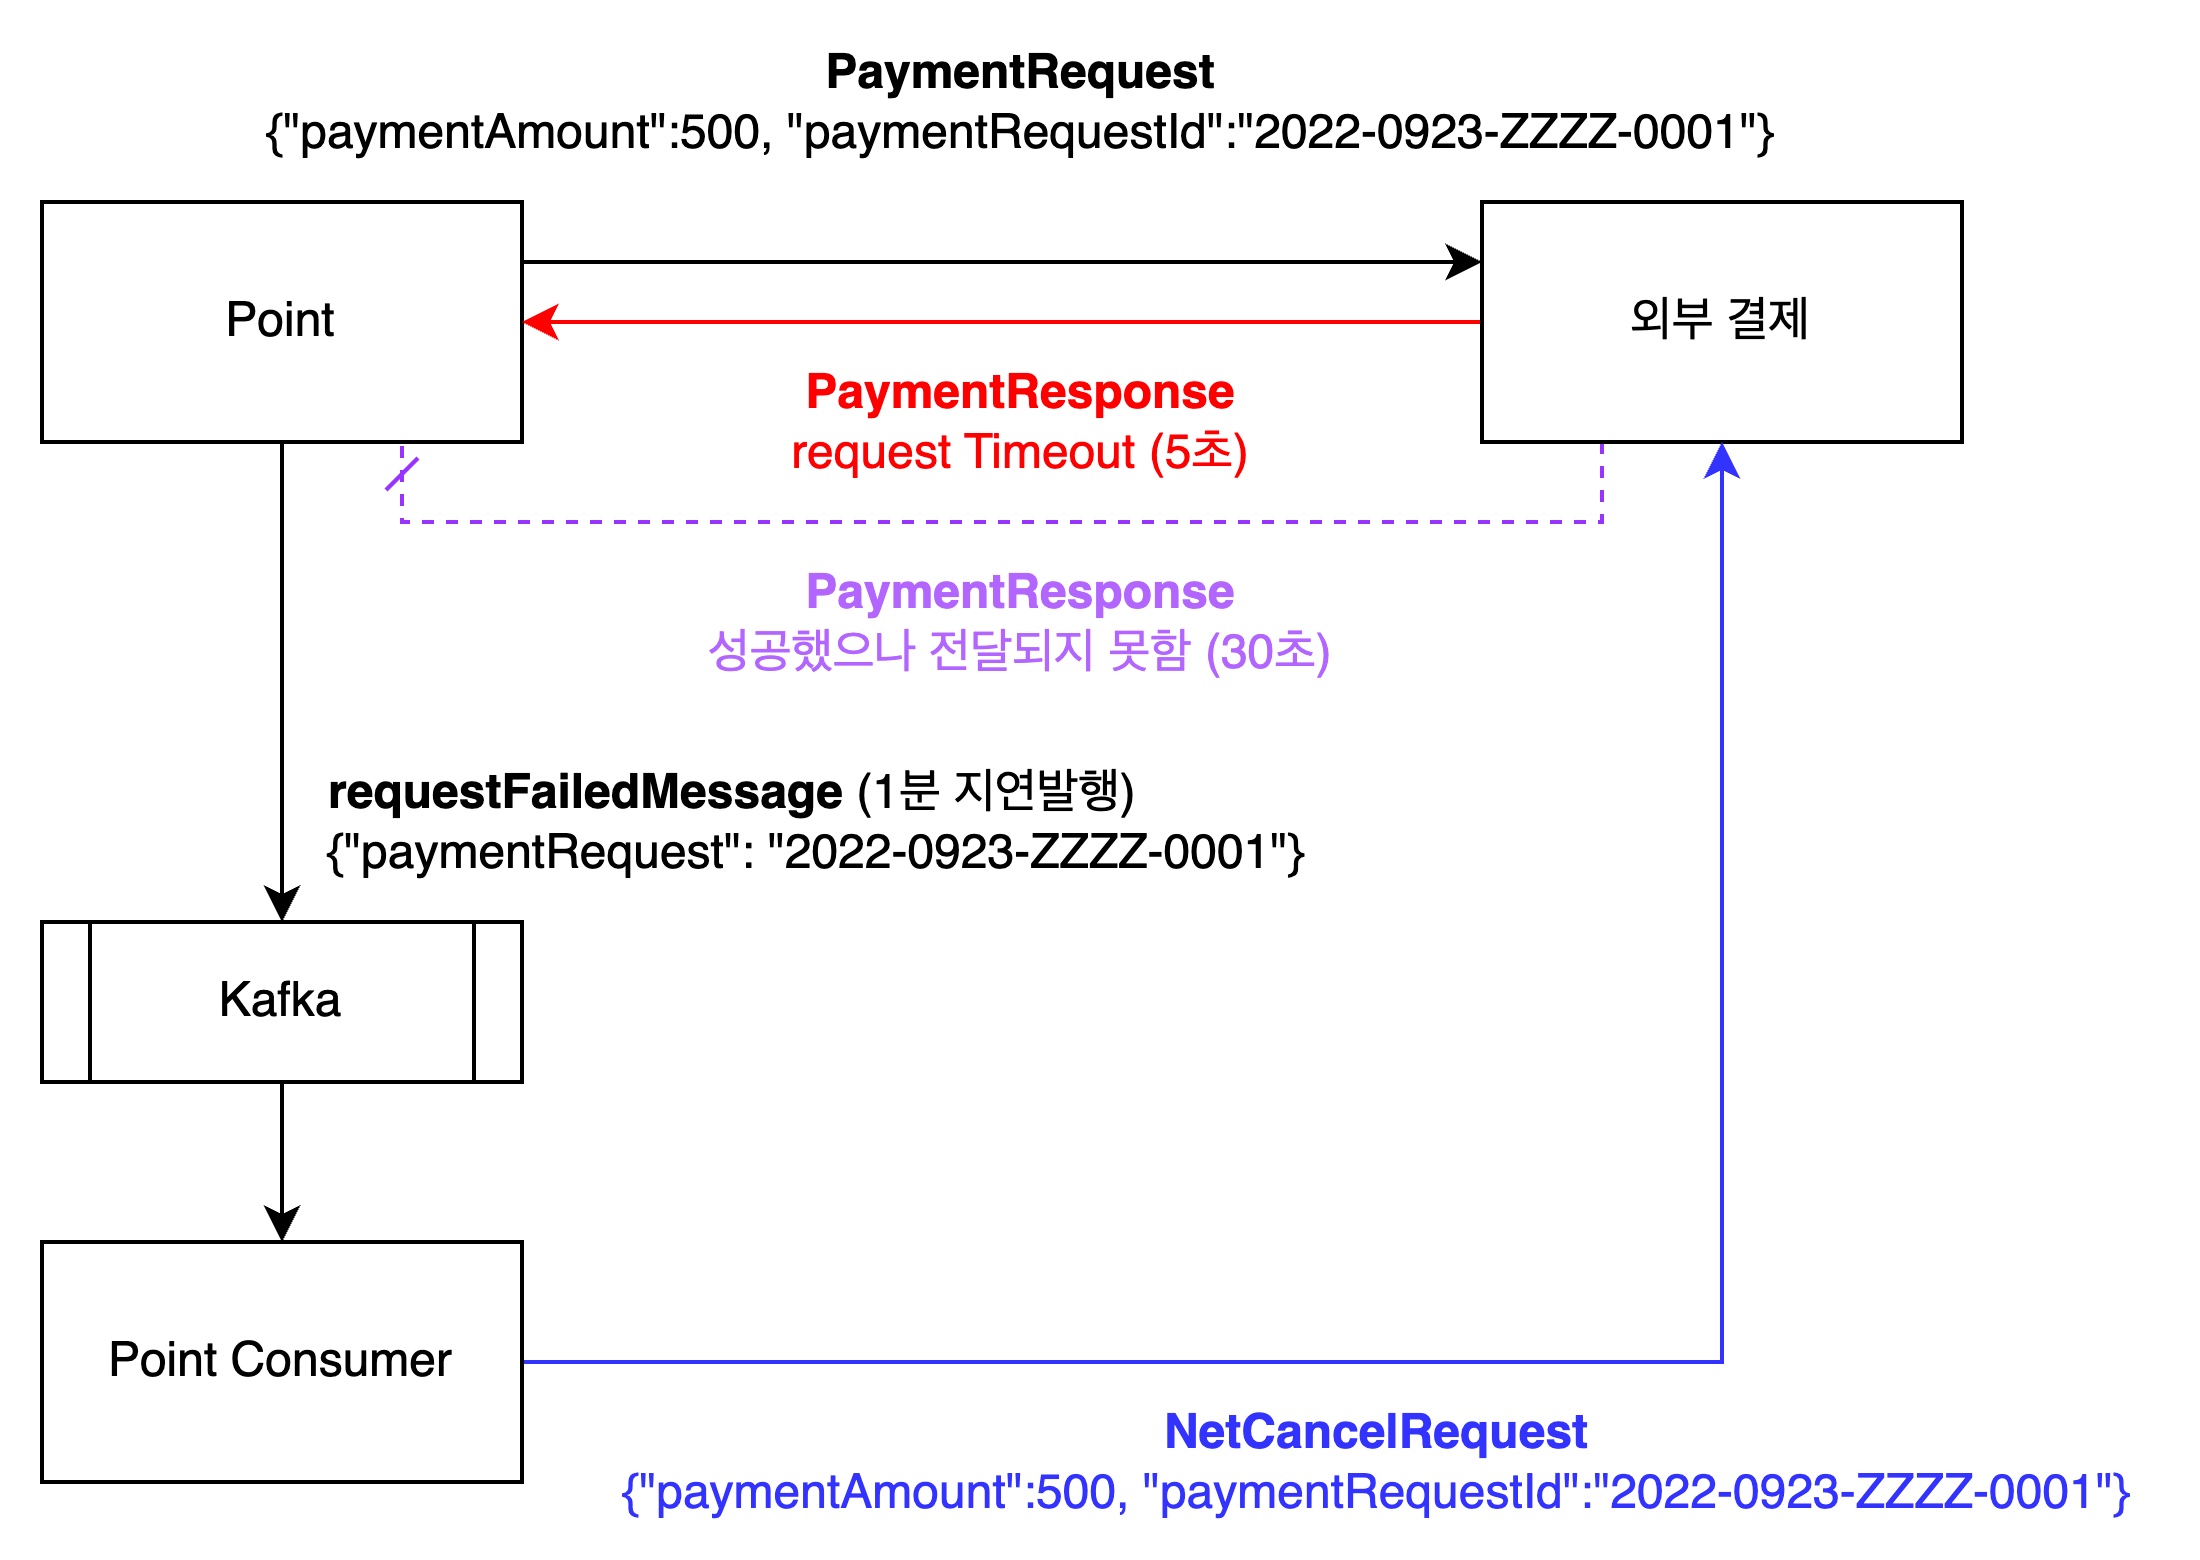 PaymentRequest
{"paymentAmount":500, "paymentRequestId":"2022-0923-ZZZZ-0001"}
Point
외부 결제
PaymentResponse
request Timeout (5초)
PaymentResponse
성공했으나 전달되지 못함 (30초)
requestFailedMessage (1분 지연발행)
{"paymentRequest": "2022-0923-ZZZZ-0001"}
Kafka
Point Consumer
NetCancelRequest
{"paymentAmount":500, "paymentRequestId":"2022-0923-ZZZZ-0001"}